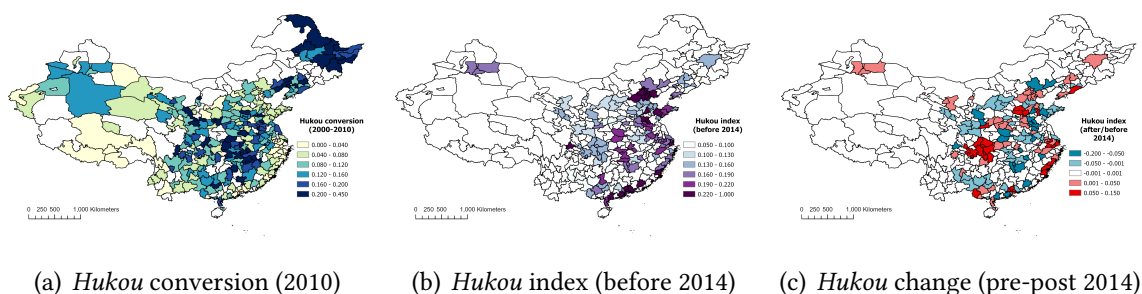 Hukou conversion
(2000-2010)
0.000 - 0.040
0.040 - 0.080
0.080 - 0.120
0.120 - 0.160
0.160 - 0.200
0.200 - 0.450
0 250 500 1,000 Kilometers
Hukou index
(before 2014)
0.050 - 0.100
0.100 - 0.130
0.130 - 0.160
0.160 - 0.190
0.190 - 0.220
0.220 - 1.000
0 250 500 1,000 Kilometers
Hukou index
(after/before
2014)
-0.200 - -0.050
-0.050 - -0.001
-0.001 - 0.001
0.001 - 0.050
0.050 - 0.150
0 250 500 1,000 Kilometers
(a) Hukou conversion (2010)
(b) Hukou index (before 2014)
(c) Hukou change (pre-post 2014)